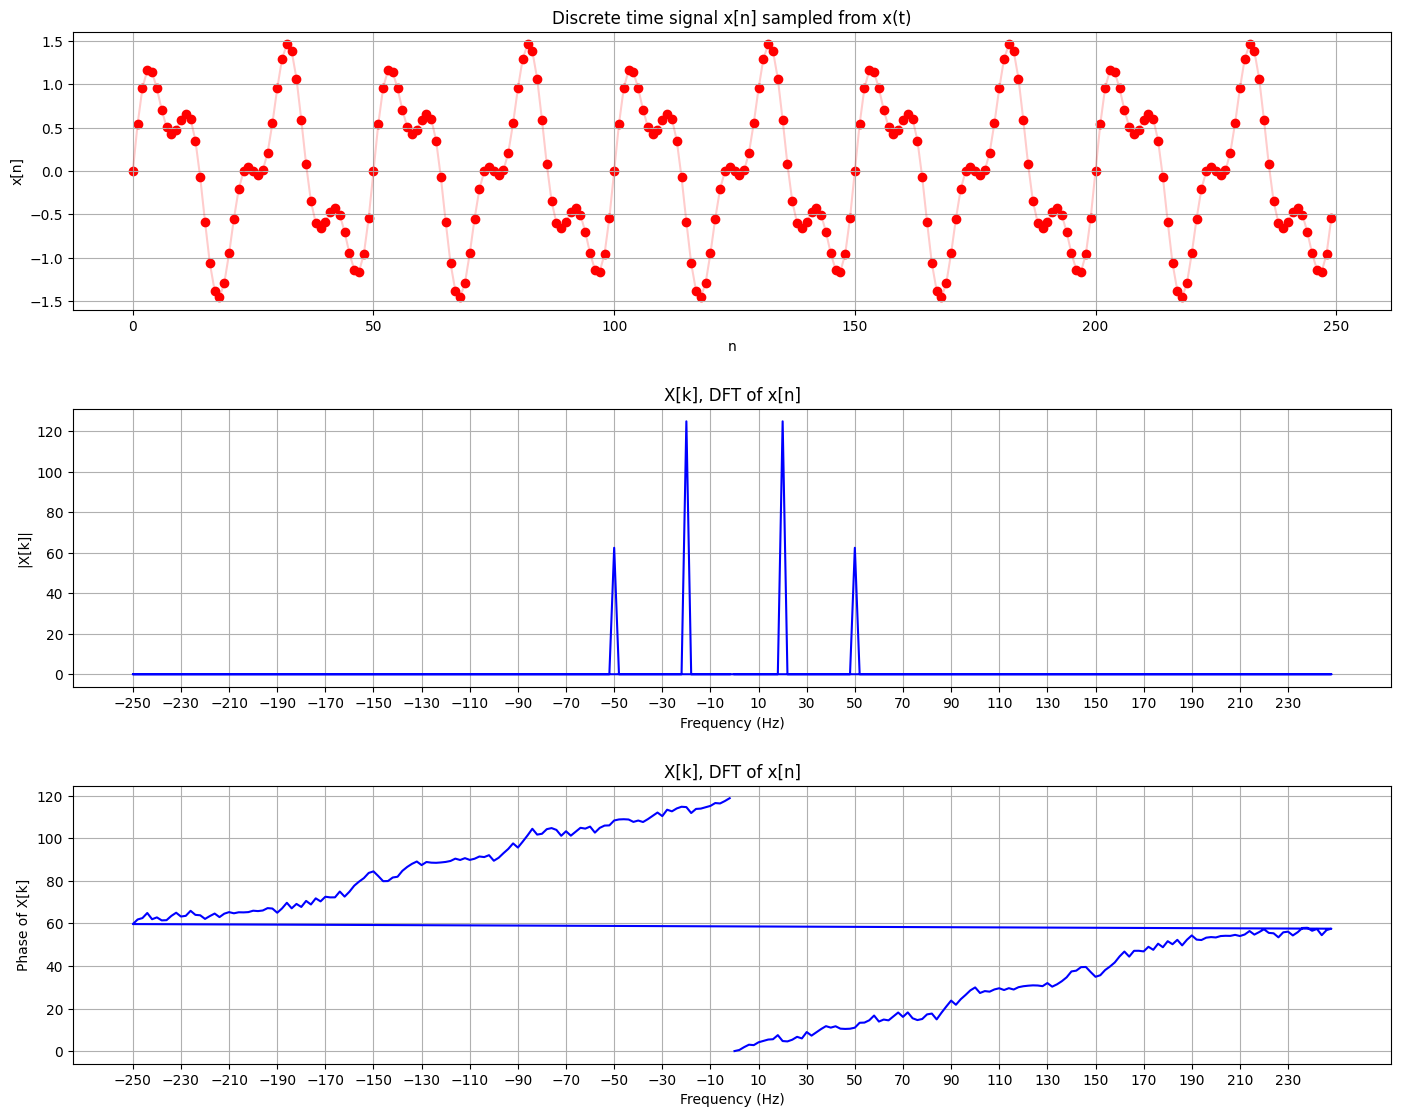 Discrete time signal x[n] sampled from x(t)
1.5
1.0
0.5
0.0
−0.5
−1.0
−1.5
x[n]
0 50 100 150 200 250
n
X[k], DFT of x[n]
120
100
80
60
40
20
0
|X[k]|
−250 −230 −210 −190 −170 −150 −130 −110 −90 −70 −50 −30 −10 10 30 50 70 90 110 130 150 170 190 210 230
Frequency (Hz)
X[k], DFT of x[n]
120
100
80
60
40
20
0
Phase of X[k]
−250 −230 −210 −190 −170 −150 −130 −110 −90 −70 −50 −30 −10 10 30 50 70 90 110 130 150 170 190 210 230
Frequency (Hz)